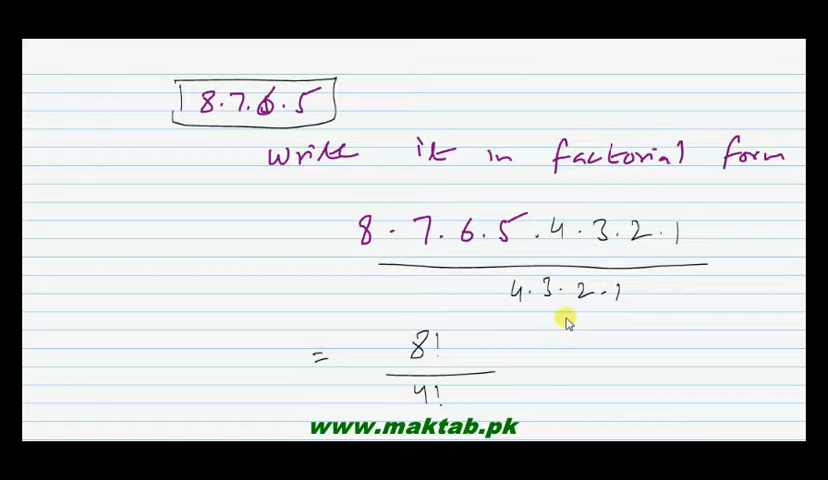 8.7.6.5
Write it in factorial form
8.7.6.5.4.3.2.1
4.3.2.1
= 8!
4!
www.maktab.pk